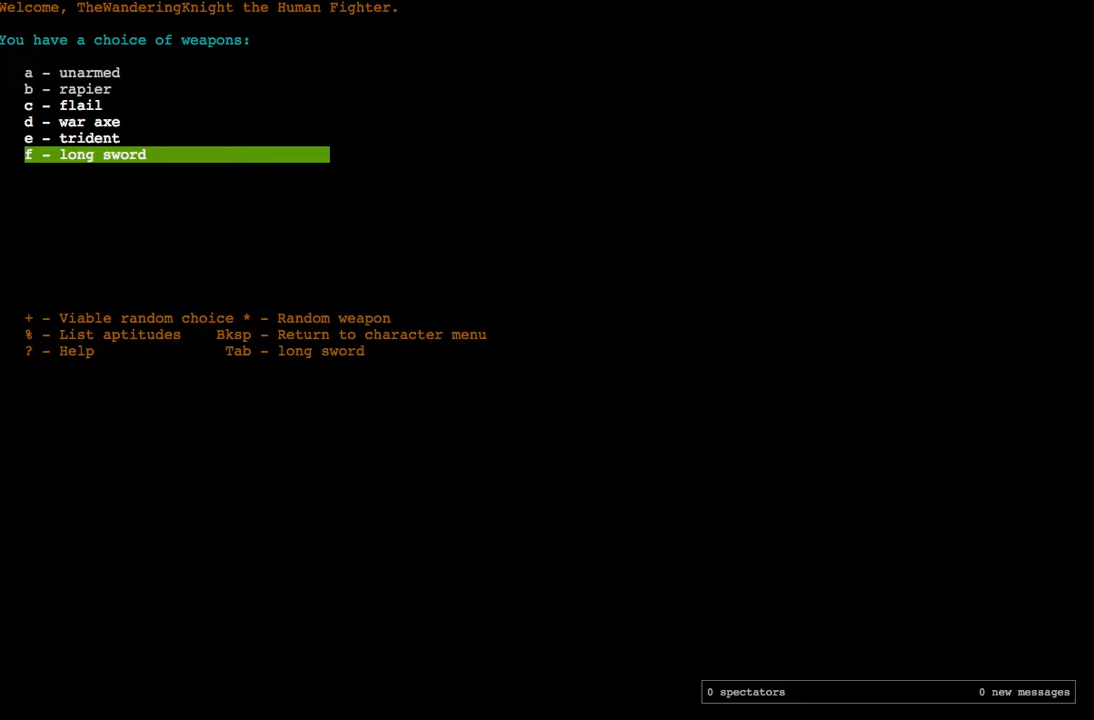 Welcome, TheWanderingKnight the Human Fighter.
You have a choice of weapons:
a - unarmed
b - rapier
c - flail
d - war axe
e - trident
f - long sword
+ - Viable random choice * - Random weapon
% - List aptitudes    Bksp - Return to character menu
? - Help               Tab - long sword
0 spectators 0 new messages